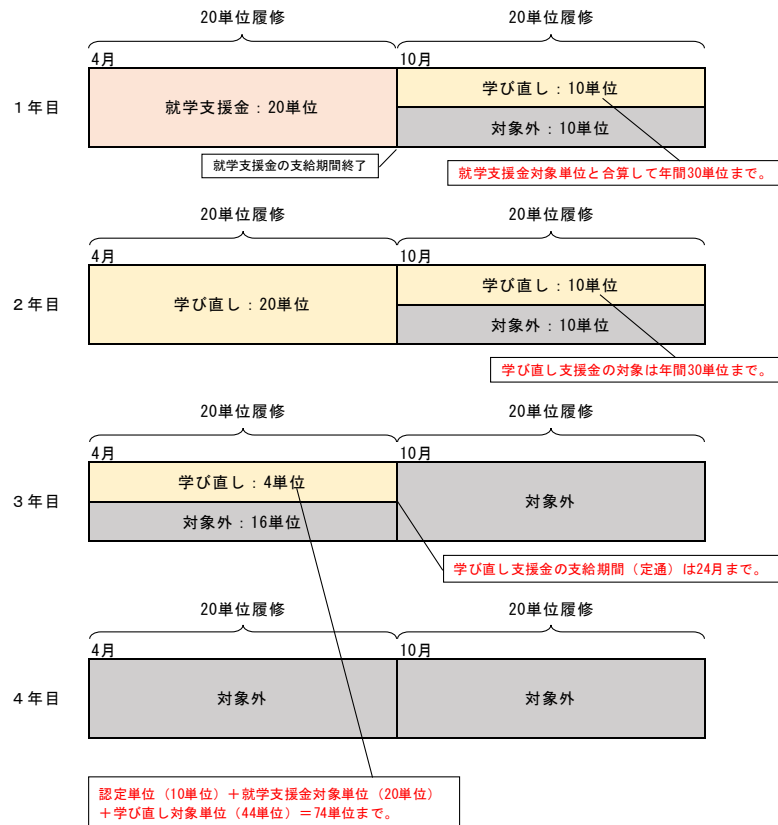 20単位履修
20単位履修
4月
10月
1年目
就学支援金：20単位
学び直し：10単位
対象外：10単位
就学支援金の支給期間終了
就学支援金対象単位と合算して年間30単位まで。
20単位履修
20単位履修
4月
10月
2年目
学び直し：20単位
学び直し：10単位
対象外：10単位
学び直し支援金の対象は年間30単位まで。
20単位履修
20単位履修
4月
10月
3年目
学び直し：4単位
対象外：16単位
対象外
学び直し支援金の支給期間（定通）は24月まで。
20単位履修
20単位履修
4月
10月
4年目
対象外
対象外
認定単位（10単位）＋就学支援金対象単位（20単位）
＋学び直し対象単位（44単位）＝74単位まで。